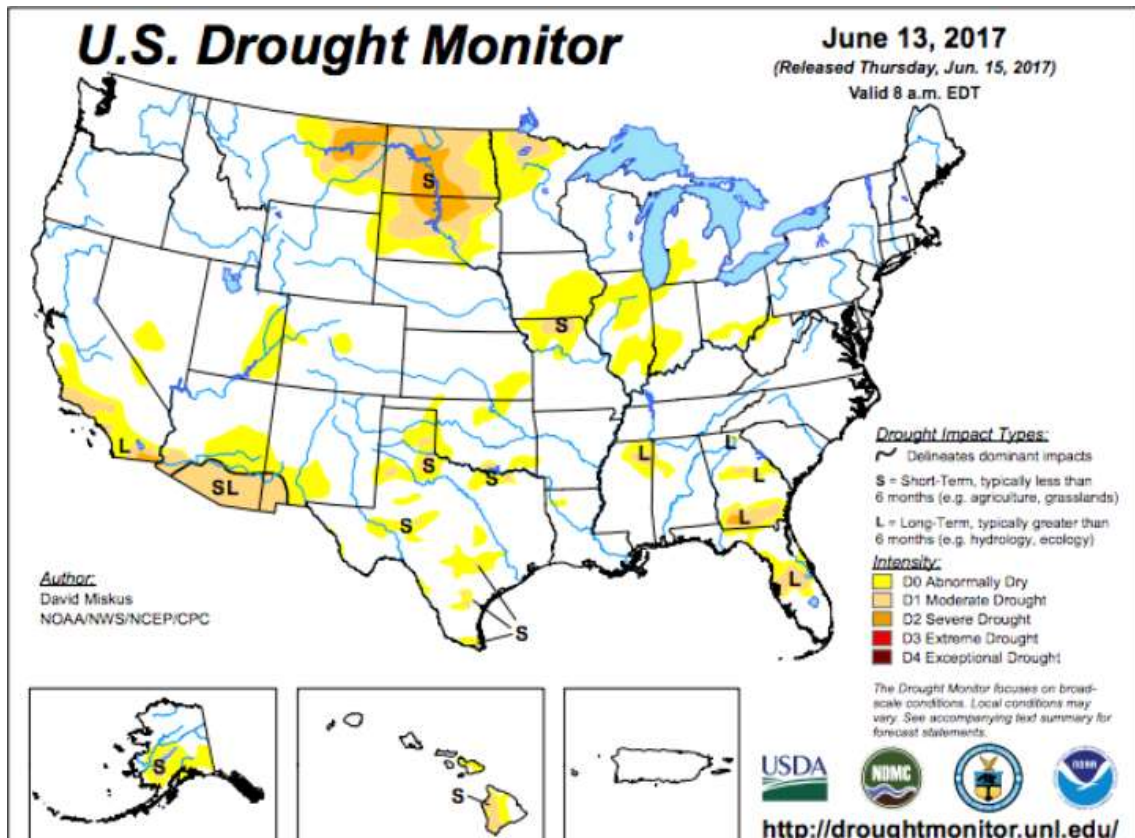 U.S. Drought Monitor
June 13, 2017
(Released Thursday, Jun. 15, 2017)
Valid 8 a.m. EDT
S
S
L
SL
S
S
S
S
L
L
L
L
L
Author:
David Miskus
NOAA/NWS/NCEP/CPC
Drought Impact Types:
Delineates dominant impacts
S = Short-Term, typically less than
6 months (e.g. agriculture, grasslands)
L = Long-Term, typically greater than
6 months (e.g. hydrology, ecology)
Intensity:
D0 Abnormally Dry
D1 Moderate Drought
D2 Severe Drought
D3 Extreme Drought
D4 Exceptional Drought
The Drought Monitor focuses on broad-
scale conditions. Local conditions may
vary. See accompanying text summary for
forecast statements.
S
S
USDA
NDMC
NOAA
http://droughtmonitor.unl.edu/